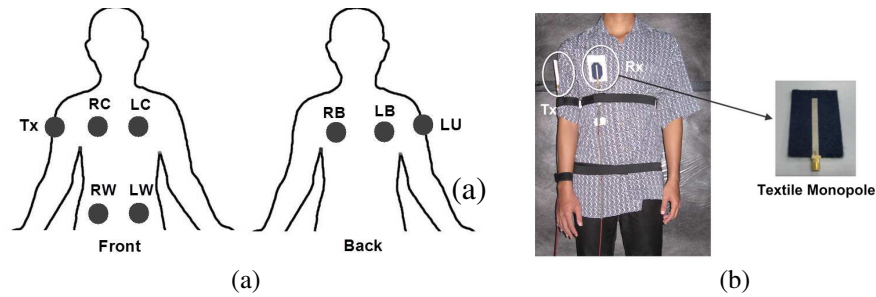 RC LC
Tx
RW LW
Front
RB LB
LU
(a)
Back
(a)
Rx
Tx
Textile Monopole
(b)